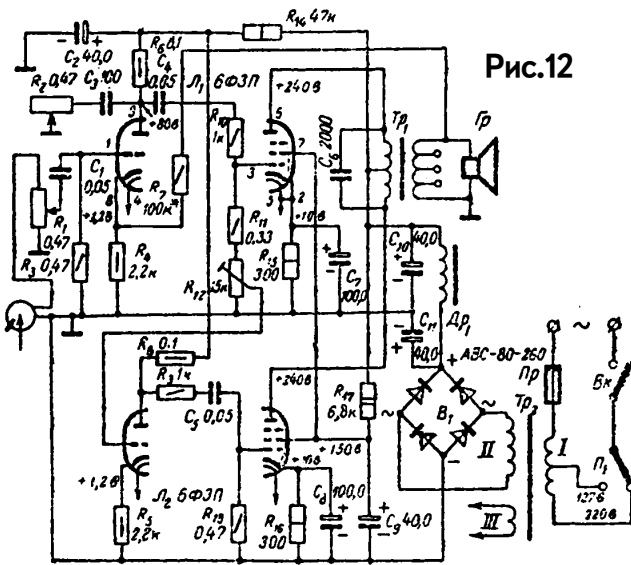 Рис.12
R14 47к
C2 40,0
R6 0,1
C4 0,05
R2 0,47
C3 100
Л1 6Ф3П
+240В
+80В
Тр1
Гр
R10 1к
C6 2000
C1 0,05
R7 100к*
R1 0,47
+1,2В
R3 0,47
R4 2,2к
R11 0,33
R15 300
C7 100,0
C10 40,0
C11 40,0
Др1
АВС-80-260
R8 0.1
R9 1к
C5 0,05
+240В
R17 6,8к
+150В
В1
Тр2
Пр
Вк
П1
127В
220В
I
II
III
+1,2В
Л2 6Ф3П
R5 2,2к
R13 0,47
R16 300
C8 100,0
C9 40,0